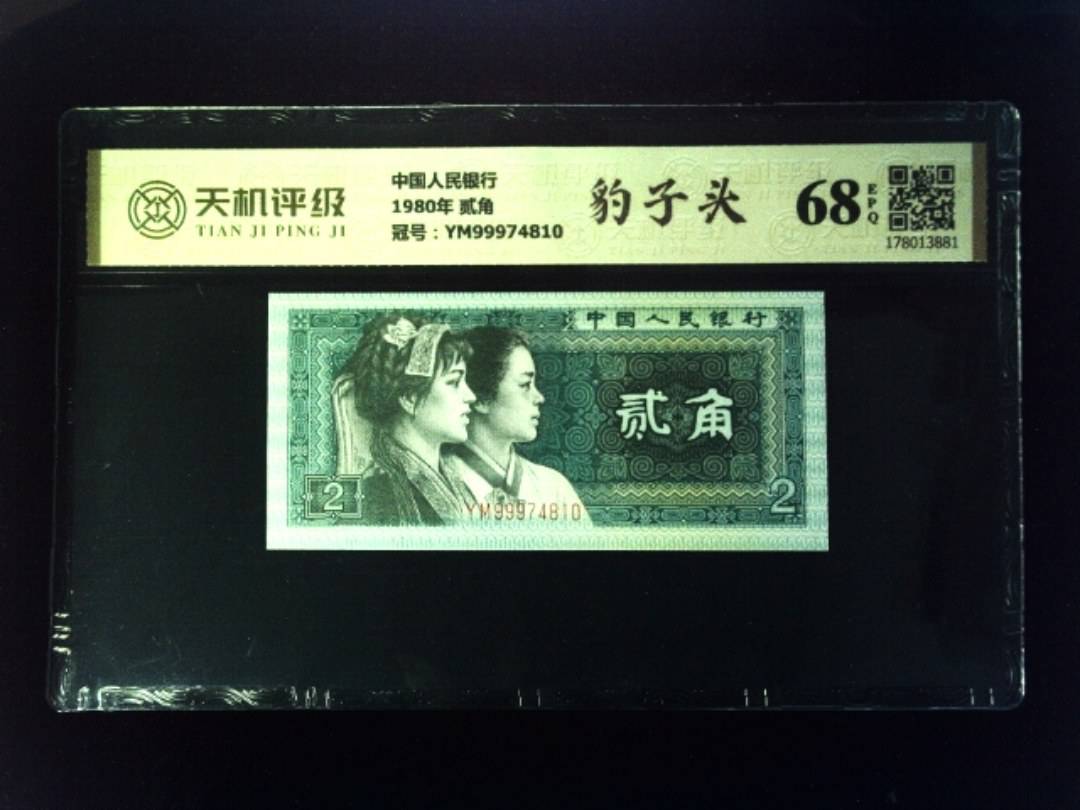 天机评级
TIAN JI PING JI
中国人民银行
1980年 贰角
冠号：YM99974810
豹子头
68
EPQ
178013881
中国人民银行
贰角
2
2
YM99974810